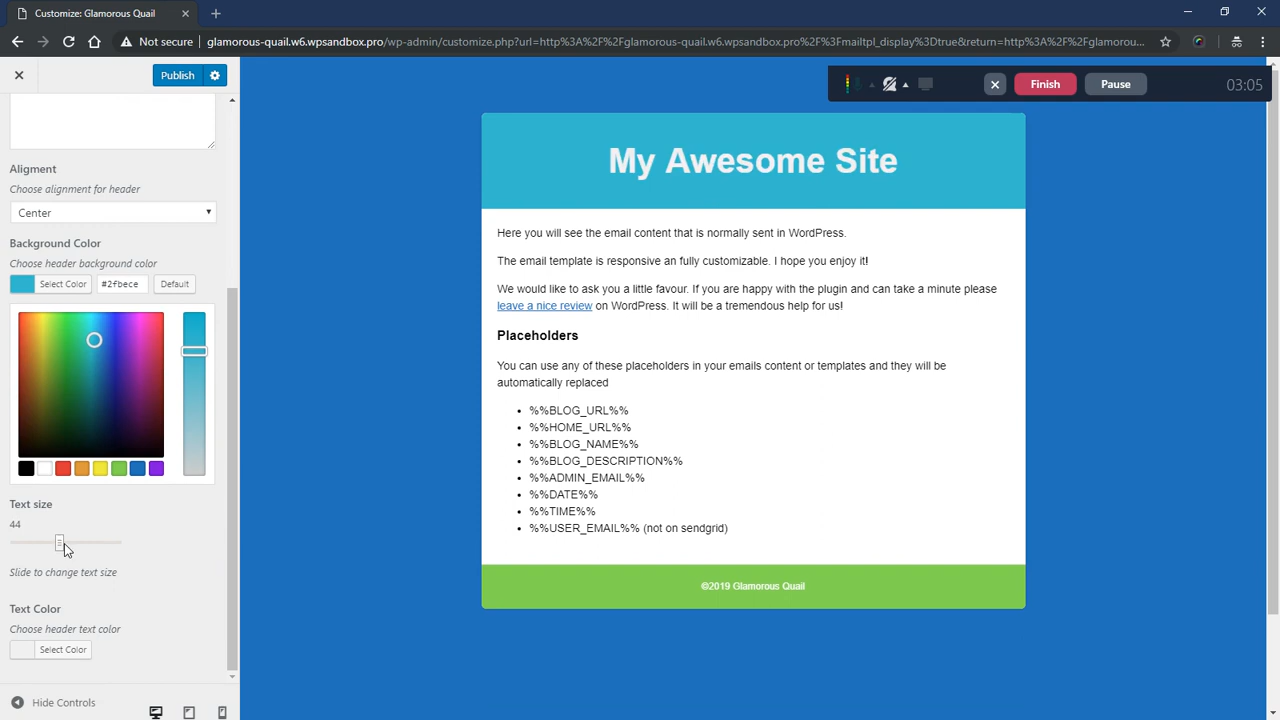 Customize: Glamorous Quail
Not secure
glamorous-quail.w6.wpsandbox.pro/wp-admin/customize.php?url=http%3A%2F%2Fglamorous-quail.w6.wpsandbox.pro%2F%3Fmailtpl_display%3Dtrue&return=http%3A%2F%2Fglamorou...
Publish
Finish
Pause
03:05
Aligment
Choose alignment for header
Center
Background Color
Choose header background color
Select Color
#2fbece
Default
Text size
44
Slide to change text size
Text Color
Choose header text color
Select Color
Hide Controls
My Awesome Site
Here you will see the email content that is normally sent in WordPress.
The email template is responsive an fully customizable. I hope you enjoy it!
We would like to ask you a little favour. If you are happy with the plugin and can take a minute please
leave a nice review on WordPress. It will be a tremendous help for us!
Placeholders
You can use any of these placeholders in your emails content or templates and they will be
automatically replaced
• %%BLOG_URL%%
• %%HOME_URL%%
• %%BLOG_NAME%%
• %%BLOG_DESCRIPTION%%
• %%ADMIN_EMAIL%%
• %%DATE%%
• %%TIME%%
• %%USER_EMAIL%% (not on sendgrid)
©2019 Glamorous Quail